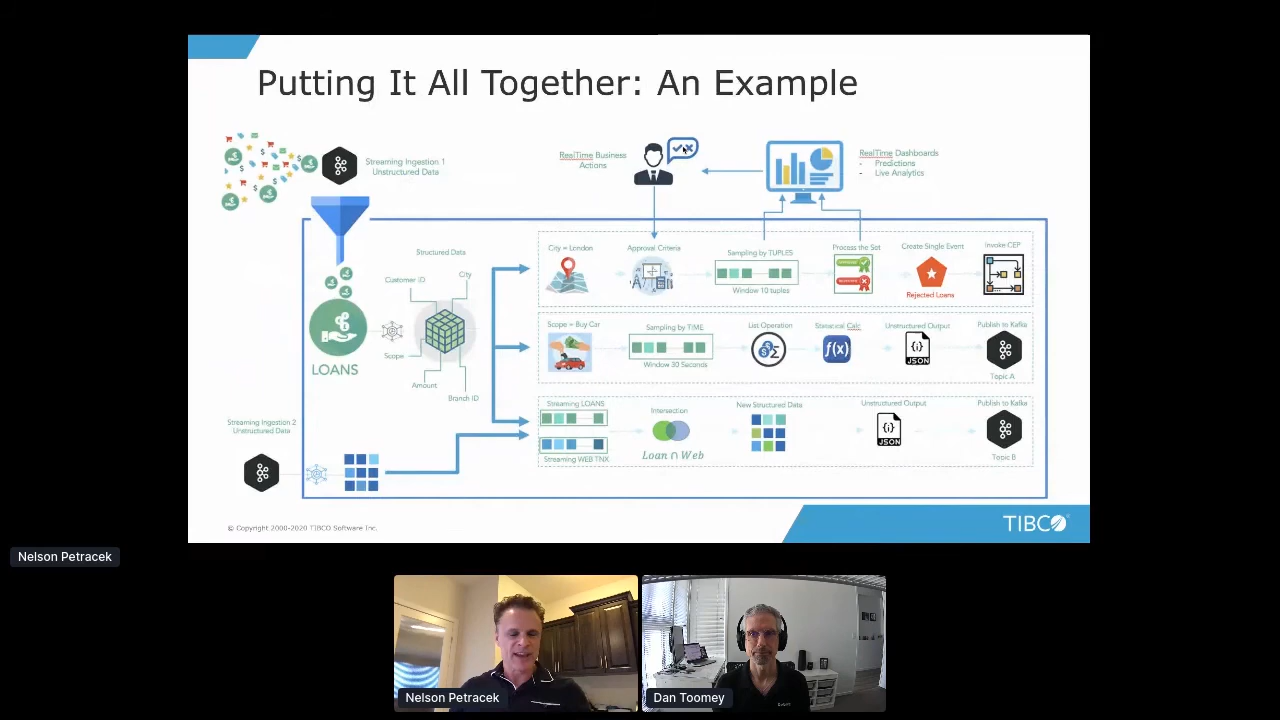 Putting It All Together: An Example
Streaming Ingestion 1
Unstructured Data
RealTime Business
Actions
RealTime Dashboards
- Predictions
- Live Analytics
Structured Data
Customer ID
City
Scope
Amount
Branch ID
LOANS
City = London
Approval Criteria
Sampling by TUPLES
Window 10 tuples
Process the Set
Create Single Event
Rejected Loans
Invoke CEP
Scope = Buy Car
Sampling by TIME
Window 30 Seconds
List Operation
Σ
Statistical Calc
f(x)
Unstructured Output
{i}
JSON
Publish to Kafka
Topic A
Streaming Ingestion 2
Unstructured Data
Streaming LOANS
Streaming WEB TNX
Intersection
Loan ∩ Web
New Structured Data
Unstructured Output
{i}
JSON
Publish to Kafka
Topic B
© Copyright 2000-2020 TIBCO Software Inc.
TIBCO
Nelson Petracek
Nelson Petracek
Dan Toomey